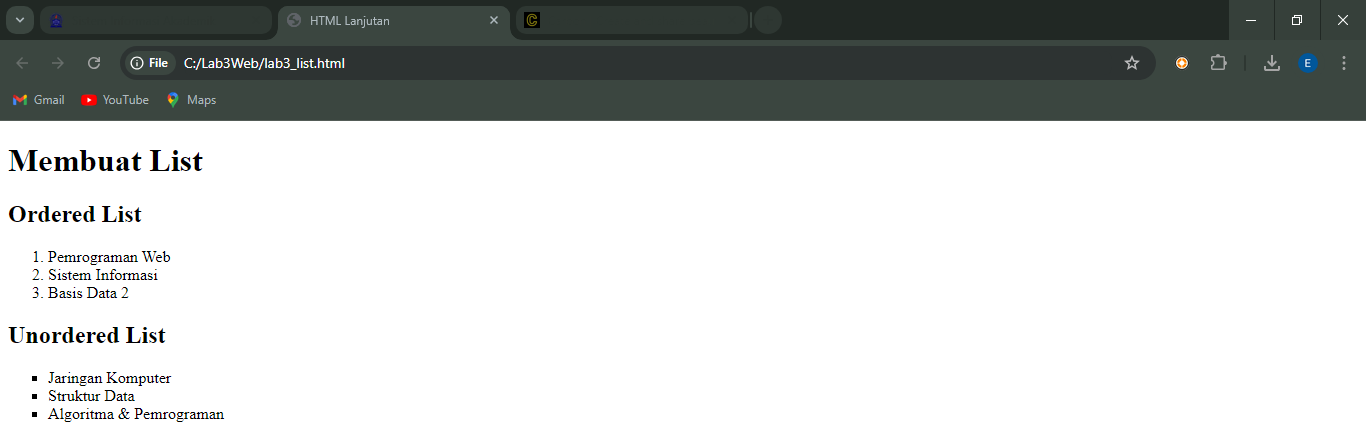 HTML Lanjutan
File C:/Lab3Web/lab3_list.html E
Gmail YouTube Maps
Membuat List
Ordered List
1. Pemrograman Web
2. Sistem Informasi
3. Basis Data 2
Unordered List
▪ Jaringan Komputer
▪ Struktur Data
▪ Algoritma & Pemrograman